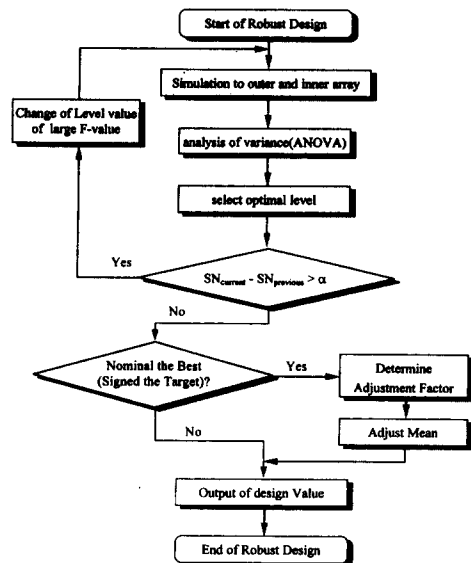 Start of Robust Design
Simulation to outer and inner array
Change of Level value
of large F-value
analysis of variance(ANOVA)
select optimal level
Yes
SNcurrent - SNprevious > α
No
Nominal the Best
(Signed the Target)?
Yes
Determine
Adjustment Factor
No
Adjust Mean
Output of design Value
End of Robust Design